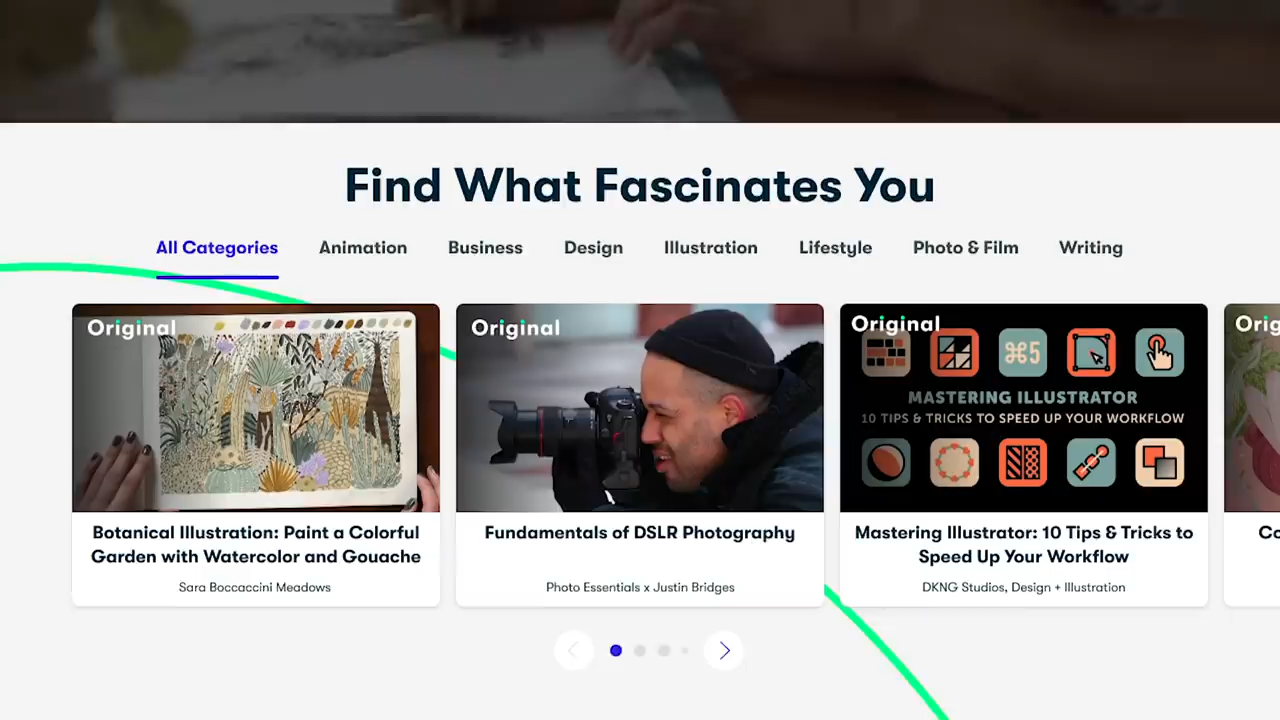 Find What Fascinates You
All Categories Animation Business Design Illustration Lifestyle Photo & Film Writing
Original
Botanical Illustration: Paint a Colorful
Garden with Watercolor and Gouache
Sara Boccaccini Meadows
Original
Fundamentals of DSLR Photography
Photo Essentials x Justin Bridges
Original
⌘5
MASTERING ILLUSTRATOR
10 TIPS & TRICKS TO SPEED UP YOUR WORKFLOW
Mastering Illustrator: 10 Tips & Tricks to
Speed Up Your Workflow
DKNG Studios, Design + Illustration